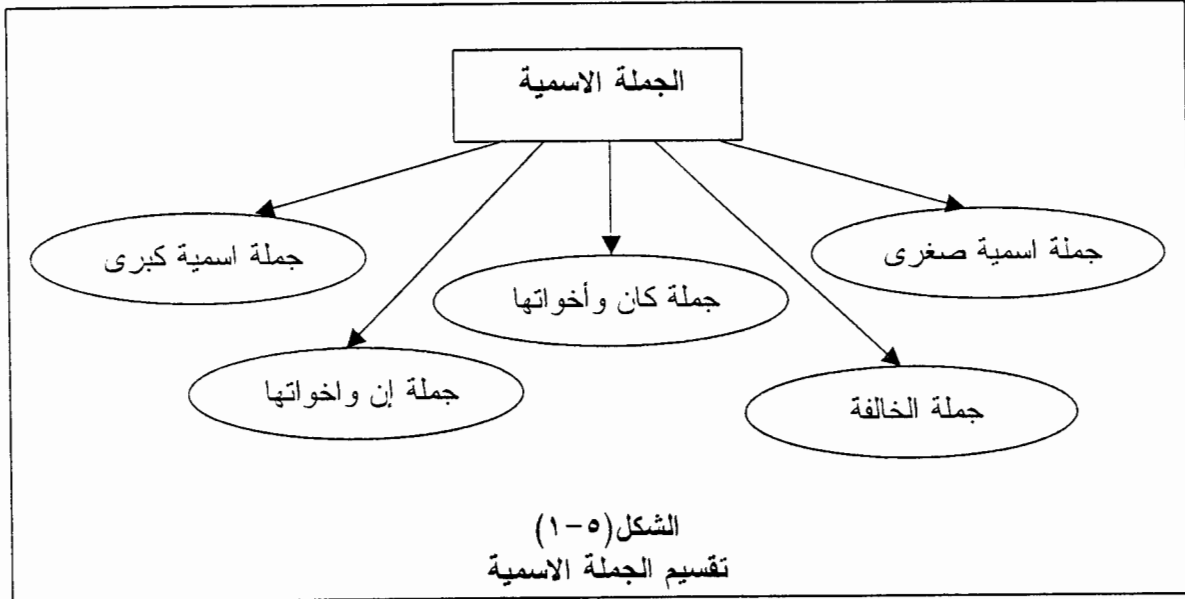 الجملة الاسمية
جملة اسمية صغرى
جملة اسمية كبرى
جملة كان وأخواتها
جملة إن واخواتها
جملة الخالفة
الشكل(٥-١)
تقسيم الجملة الاسمية